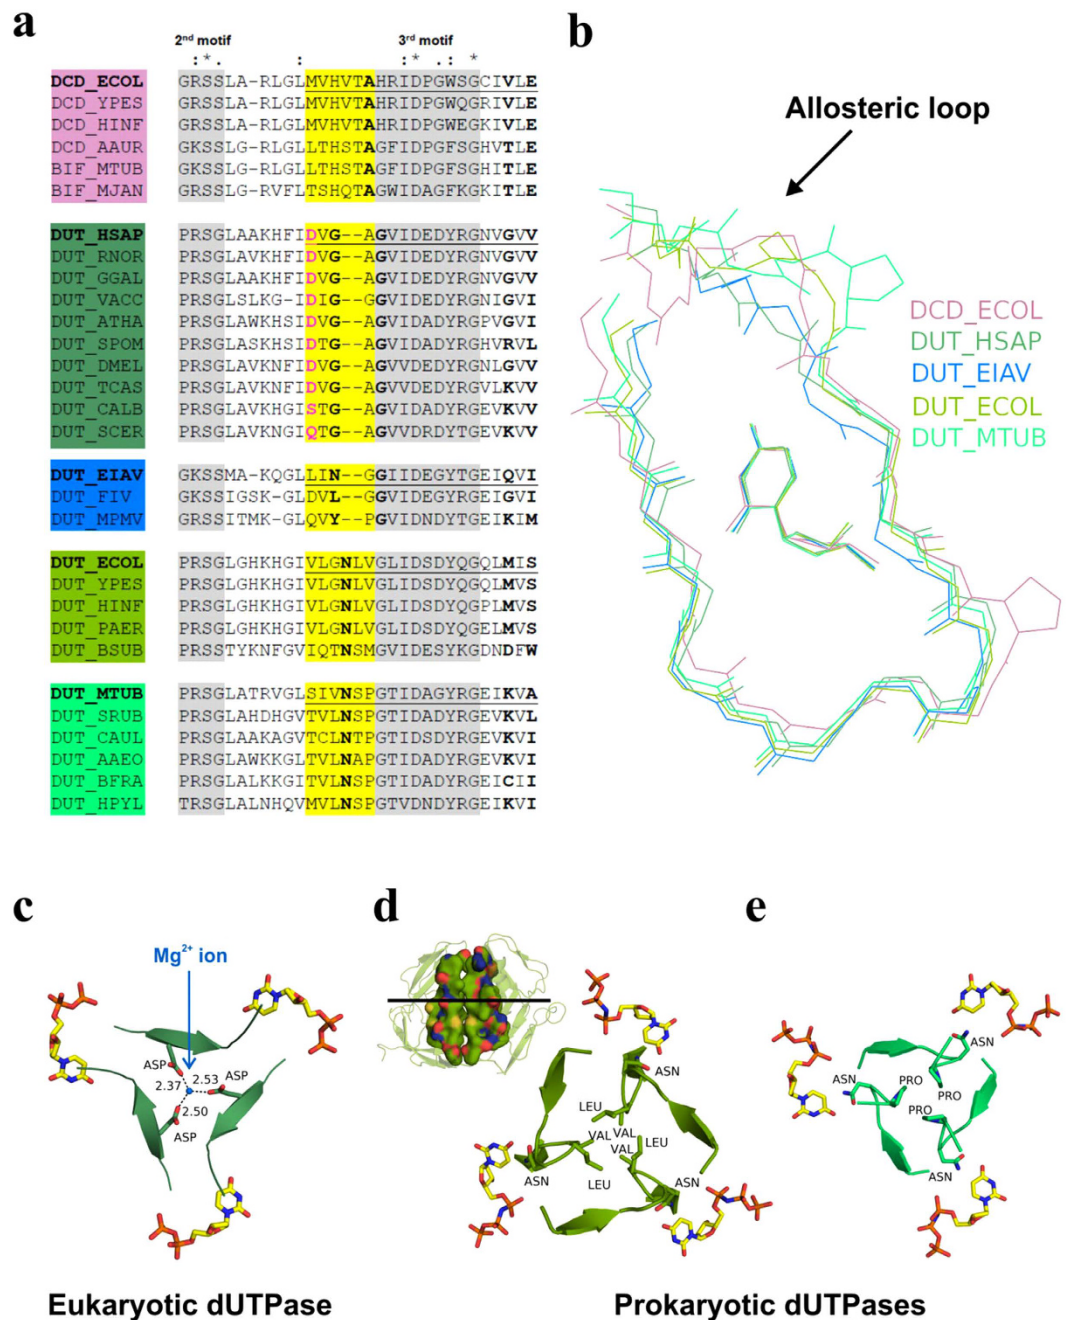 a
2nd motif 3rd motif
:*. : :* .: *
DCD_ECOL GRSSLA-RLGLMVHVTAHRIDPGWSGCIVLE
DCD_YPES GRSSLA-RLGLMVHVTAHRIDPGWQGRIVLE
DCD_HINF GRSSLA-RLGLMVHVTAHRIDPGWEGKIVLE
DCD_AAUR GKSSLG-RLGLLTHSTAGFIDPGFSGHVTLE
BIF_MTUB GKSSLG-RLGLLTHSTAGFIDPGFSGHITLE
BIF_MJAN GRSSLG-RVFLTSHQTAGWIDAGFKGKITLE
DUT_HSAP PRSGLAAKHFIDVG--AGVIDEDYRGNVGVV
DUT_RNOR PRSGLAAKHFIDVG--AGVIDEDYRGNVGVV
DUT_GGAL PRSGLAAKHFIDVG--AGVIDEDYRGNVGVV
DUT_VACC PRSGLSLKG-IDIG--GGVIDEDYRGNIGVI
DUT_ATHA PRSGLAWKHSIDVG--AGVIDADYRGPVGVI
DUT_SPOM PRSGLASKHSIDTG--AGVIDADYRGHVRVL
DUT_DMEL PRSGLAVKNFIDVG--AGVVDEDYRGNLGVV
DUT_TCAS PRSGLAVKNFIDVG--AGVVDEDYRGVLKVV
DUT_CALB PRSGLAVKHGISTG--AGVIDADYRGEVKVV
DUT_SCER PRSGLAVKNGIQTG--AGVVDRDYTGEVKVV
DUT_EIAV GKSSMA-KQGLLIN--GGIIDEGYTGEIQVI
DUT_FIV GKSSIGSK-GLDVL--GGVIDEGYRGEIGVI
DUT_MPMV GRSSITMK-GLQVY--PGVIDNDYTGEIKIM
DUT_ECOL PRSGLGHKHGIVLGNLVGLIDSDYQGQLMIS
DUT_YPES PRSGLGHKHGIVLGNLVGLIDSDYQGQLMVS
DUT_HINF PRSGLGHKHGIVLGNLVGLIDSDYQGPLMVS
DUT_PAER PRSGLGHKHGIVLGNLVGLIDSDYQGELMVS
DUT_BSUB PRSSTYKNFGVIQTNSMGVIDESYKGDNDFW
DUT_MTUB PRSGLATRVGLSIVNSPGTIDAGYRGEIKVA
DUT_SRUB PRSGLAHDHGVTVLNSPGTIDADYRGEVKVL
DUT_CAUL PRSGLAAKAGVTCLNTPGTIDADYRGEVKVI
DUT_AAEO PRSGLAWKKGLTVLNAPGTIDADYRGEVKVI
DUT_BFRA PRSGLALKKGITVLNSPGTIDADYRGEICII
DUT_HPYL TRSGLALNHQVMVLNSPGTVDNDYRGEIKVI
b
Allosteric loop
DCD_ECOL
DUT_HSAP
DUT_EIAV
DUT_ECOL
DUT_MTUB
c
Mg2+ ion
ASP
2.53
ASP
2.37
2.50
ASP
Eukaryotic dUTPase
d
ASN
LEU
VAL
VAL
LEU
VAL
ASN
LEU
ASN
e
ASN
ASN
PRO
PRO
PRO
ASN
Prokaryotic dUTPases